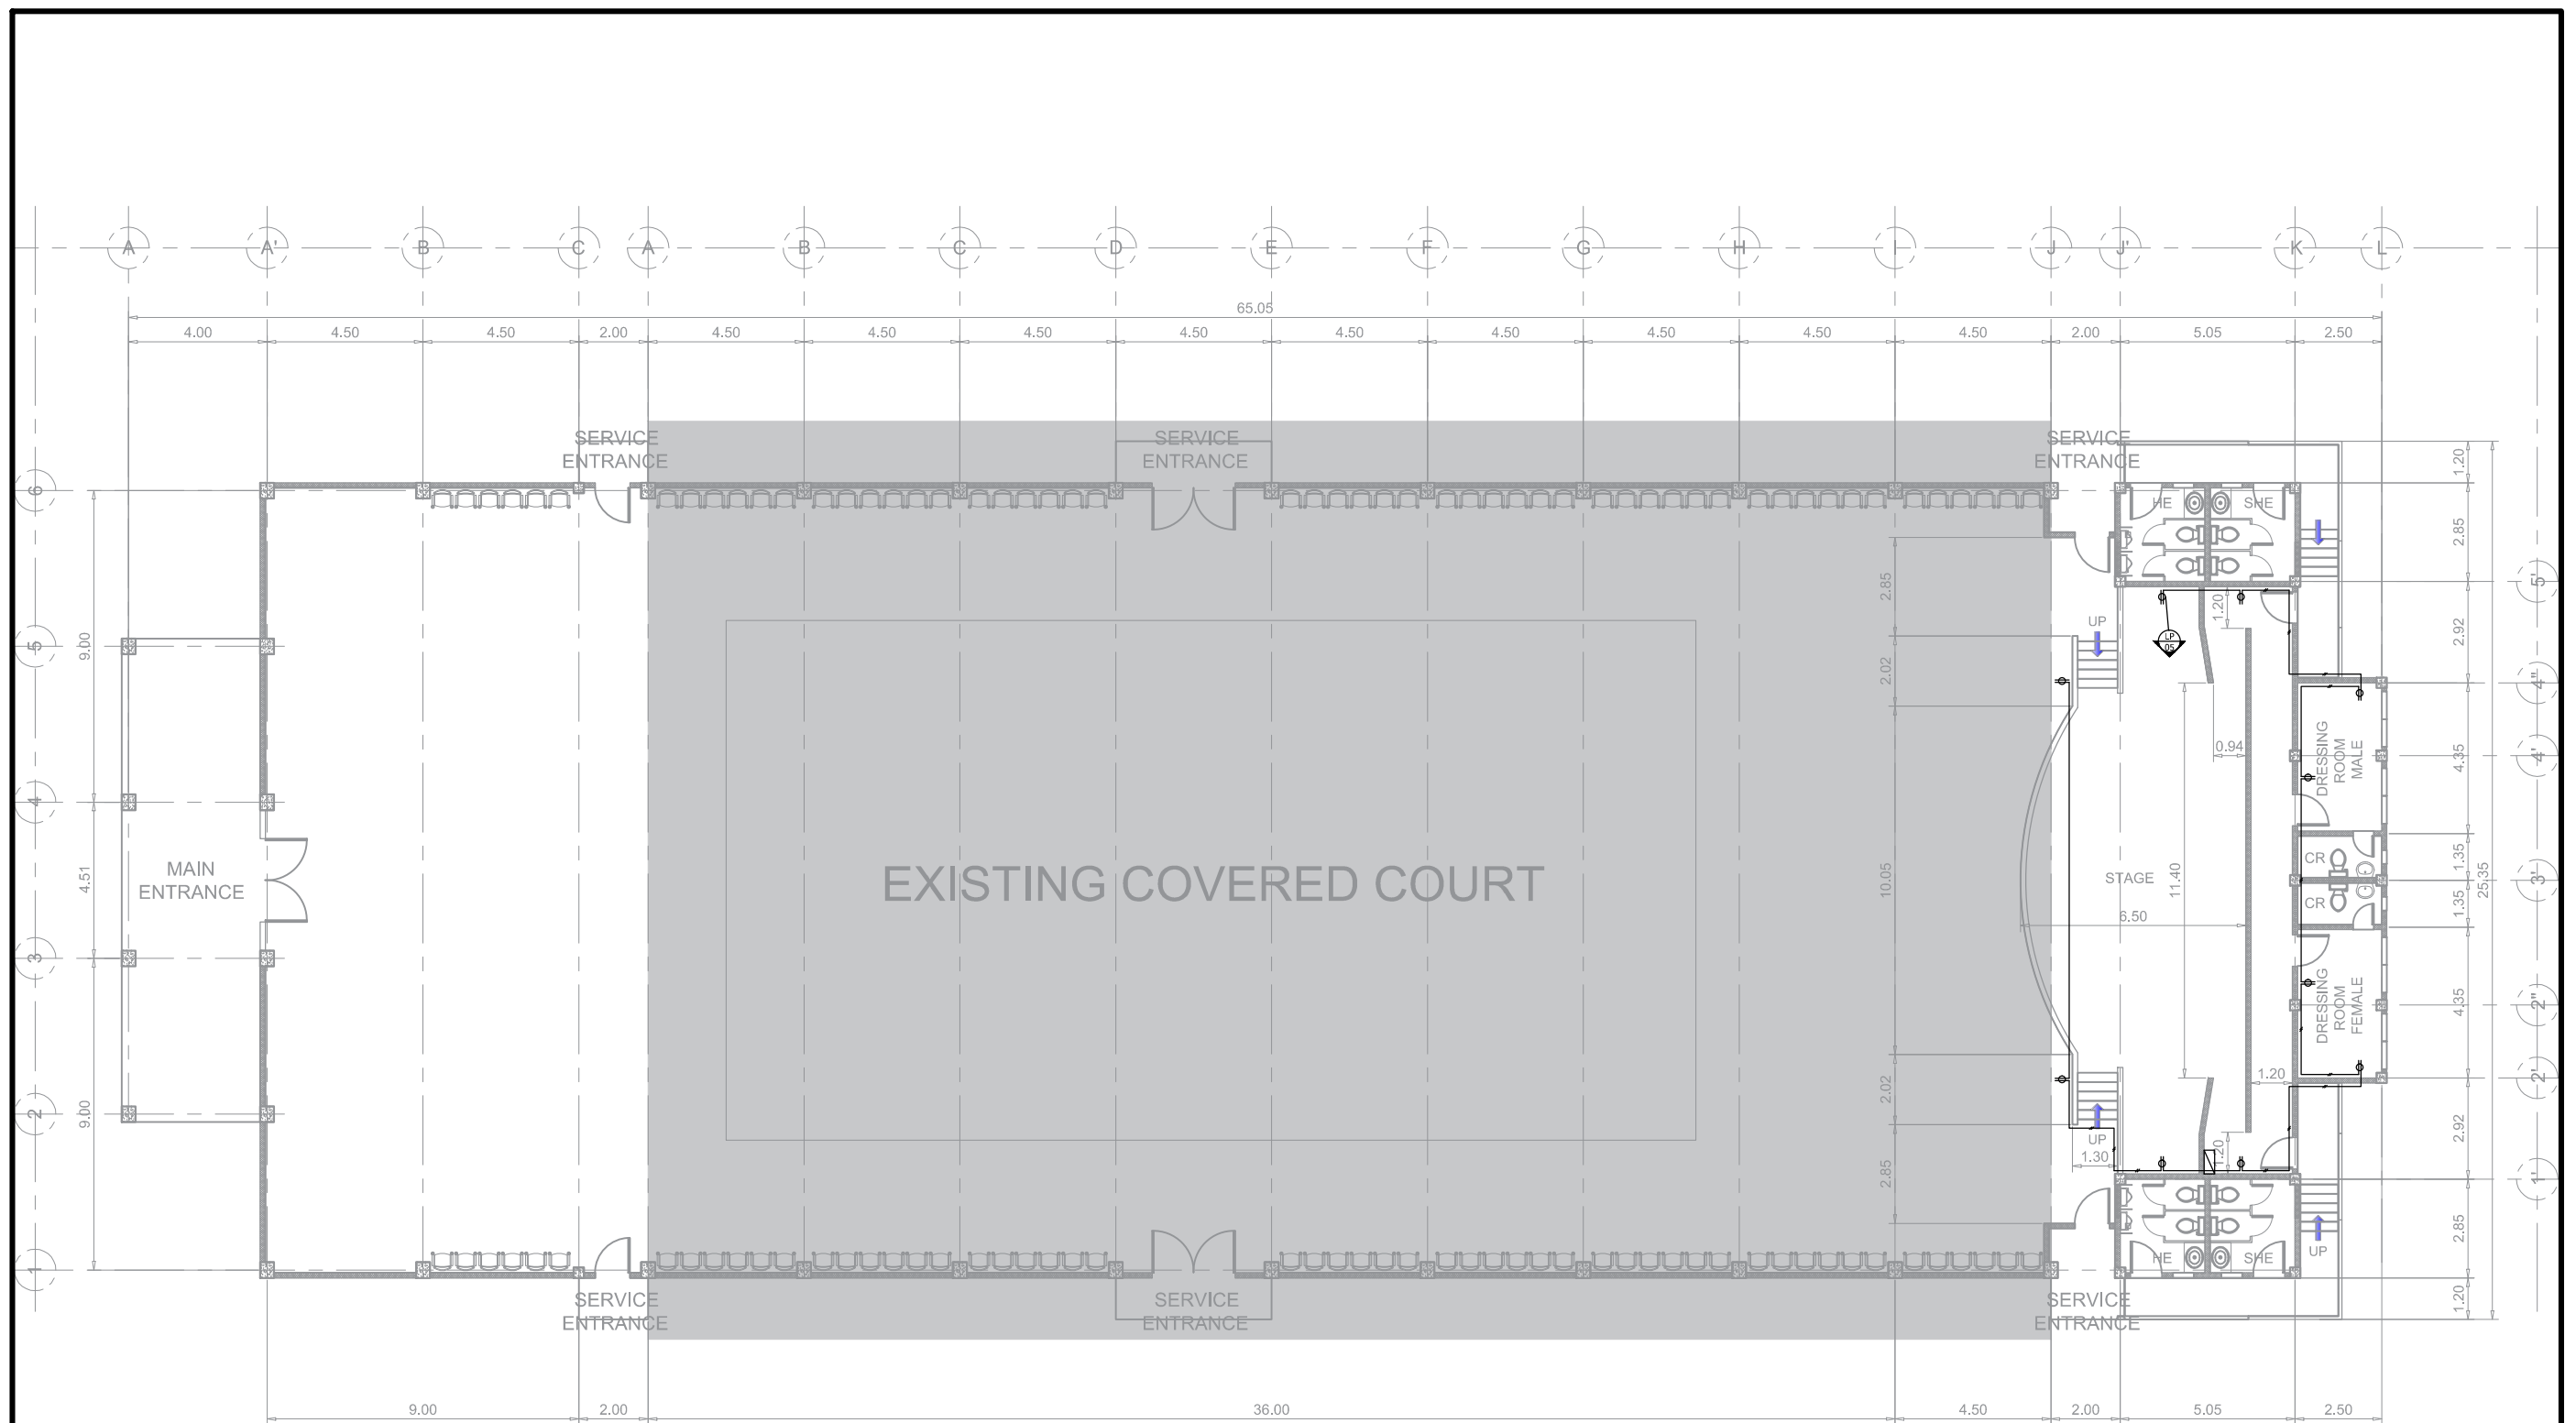 A A' B C A B C D E F G H I J J' K L
65.05
4.00 4.50 4.50 2.00 4.50 4.50 4.50 4.50 4.50 4.50 4.50 4.50 4.50 2.00 5.05 2.50
SERVICE
ENTRANCE
SERVICE
ENTRANCE
SERVICE
ENTRANCE
1.20
6
HE SHE
2.85
5'
2.85
1.20
UP
LP
05
2.92
5
9.00
2.02
4"
0.94
DRESSING
ROOM
MALE
4.35
4'
4
MAIN
ENTRANCE
4.51
EXISTING COVERED COURT
10.05
STAGE
11.40
6.50
CR
CR
1.35
1.35
3'
25.35
3
DRESSING
ROOM
FEMALE
4.35
2"
2.02
1.20
2'
2
9.00
UP
1.30
1.20
2.92
2.85
1'
HE SHE
UP
2.85
1
1.20
SERVICE
ENTRANCE
SERVICE
ENTRANCE
SERVICE
ENTRANCE
9.00 2.00 36.00 4.50 2.00 5.05 2.50